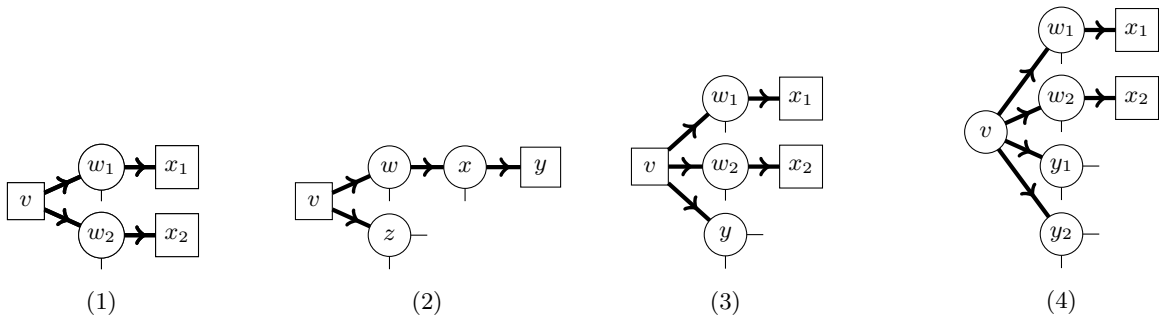 v w₁ x₁ w₂ x₂
(1)
v w x y z
(2)
v w₁ x₁ w₂ x₂ y
(3)
v w₁ x₁ w₂ x₂ y₁ y₂
(4)